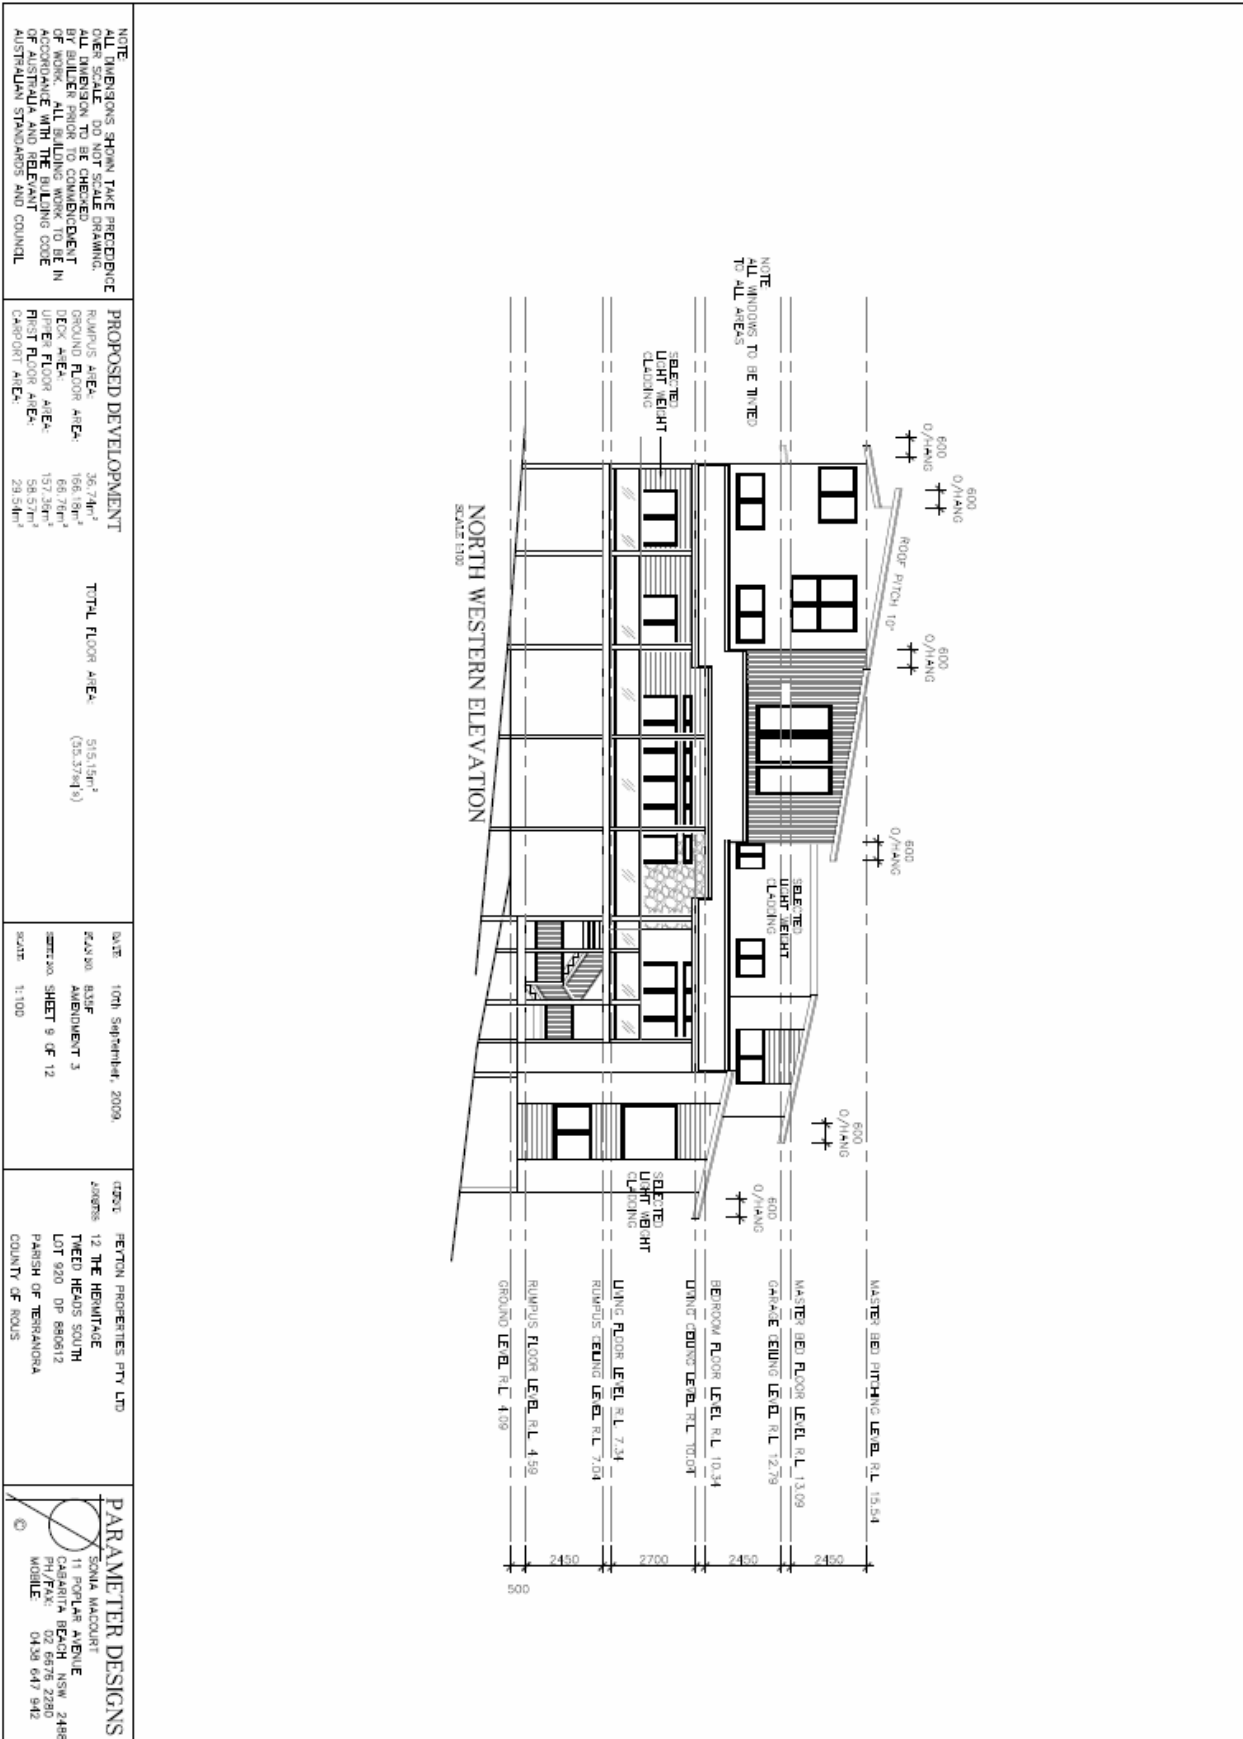 600
O/HANG
600
O/HANG
ROOF PITCH 10°
600
O/HANG
600
O/HANG
600
O/HANG
600
O/HANG
NOTE
ALL WINDOWS TO BE TINTED
TO ALL AREAS
SELECTED
LIGHT WEIGHT
CLADDING
SELECTED
LIGHT WEIGHT
CLADDING
SELECTED
LIGHT WEIGHT
CLADDING
MASTER BED PITCHING LEVEL R.L 15.54
MASTER BED FLOOR LEVEL R.L 13.09
GARAGE CEILING LEVEL R.L 12.79
BEDROOM FLOOR LEVEL R.L 10.34
LIVING CEILING LEVEL R.L 10.04
LIVING FLOOR LEVEL R.L 7.34
RUMPUS CEILING LEVEL R.L 7.04
RUMPUS FLOOR LEVEL R.L 4.59
GROUND LEVEL R.L 4.09
2450
2450
2700
2450
500
NORTH WESTERN ELEVATION
SCALE 1:100
NOTE:
ALL DIMENSIONS SHOWN TAKE PRECEDENCE
OVER SCALE. DO NOT SCALE DRAWING.
ALL DIMENSION TO BE CHECKED
BY BUILDER PRIOR TO COMMENCEMENT
OF WORK. ALL BUILDING WORK TO BE IN
ACCORDANCE WITH THE BUILDING CODE
OF AUSTRALIA AND RELEVANT
AUSTRALIAN STANDARDS AND COUNCIL
PROPOSED DEVELOPMENT
RUMPUS AREA: 36.74m²
GROUND FLOOR AREA: 166.18m²
DECK AREA: 66.76m²
UPPER FLOOR AREA: 157.36m²
FIRST FLOOR AREA: 58.57m²
CARPORT AREA: 29.54m²
TOTAL FLOOR AREA: 515.15m²
(55.37sq's)
DATE: 10th September, 2009.
PLAN NO. 835F
AMENDMENT 3
SHEET NO. SHEET 9 OF 12
SCALE: 1:100
CLIENT: PEYTON PROPERTIES PTY LTD
ADDRESS 12 THE HERMITAGE
TWEED HEADS SOUTH
LOT 920 DP 880612
PARISH OF TERRANORA
COUNTY OF ROUS
PARAMETER DESIGNS
SONIA MADOURT
11 POPLAR AVENUE
CABARITA BEACH NSW 2488
PH/FAX: 02 6676 2280
MOBILE: 0438 647 942
©